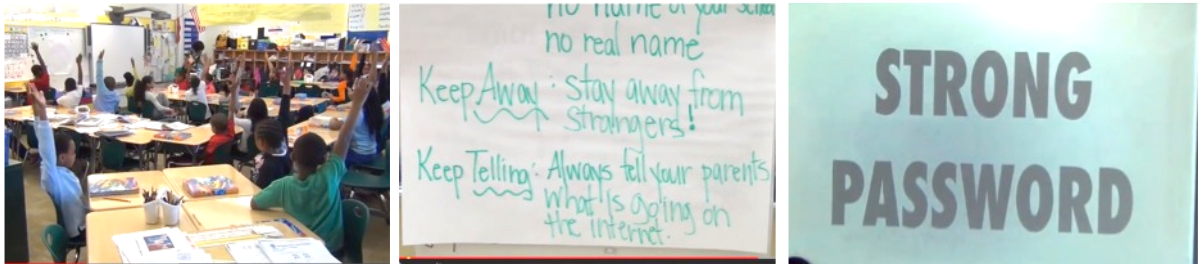 no name of your school
no real name
Keep Away: stay away from
strangers!
Keep Telling: Always tell your parents
what is going on
the internet.
STRONG
PASSWORD